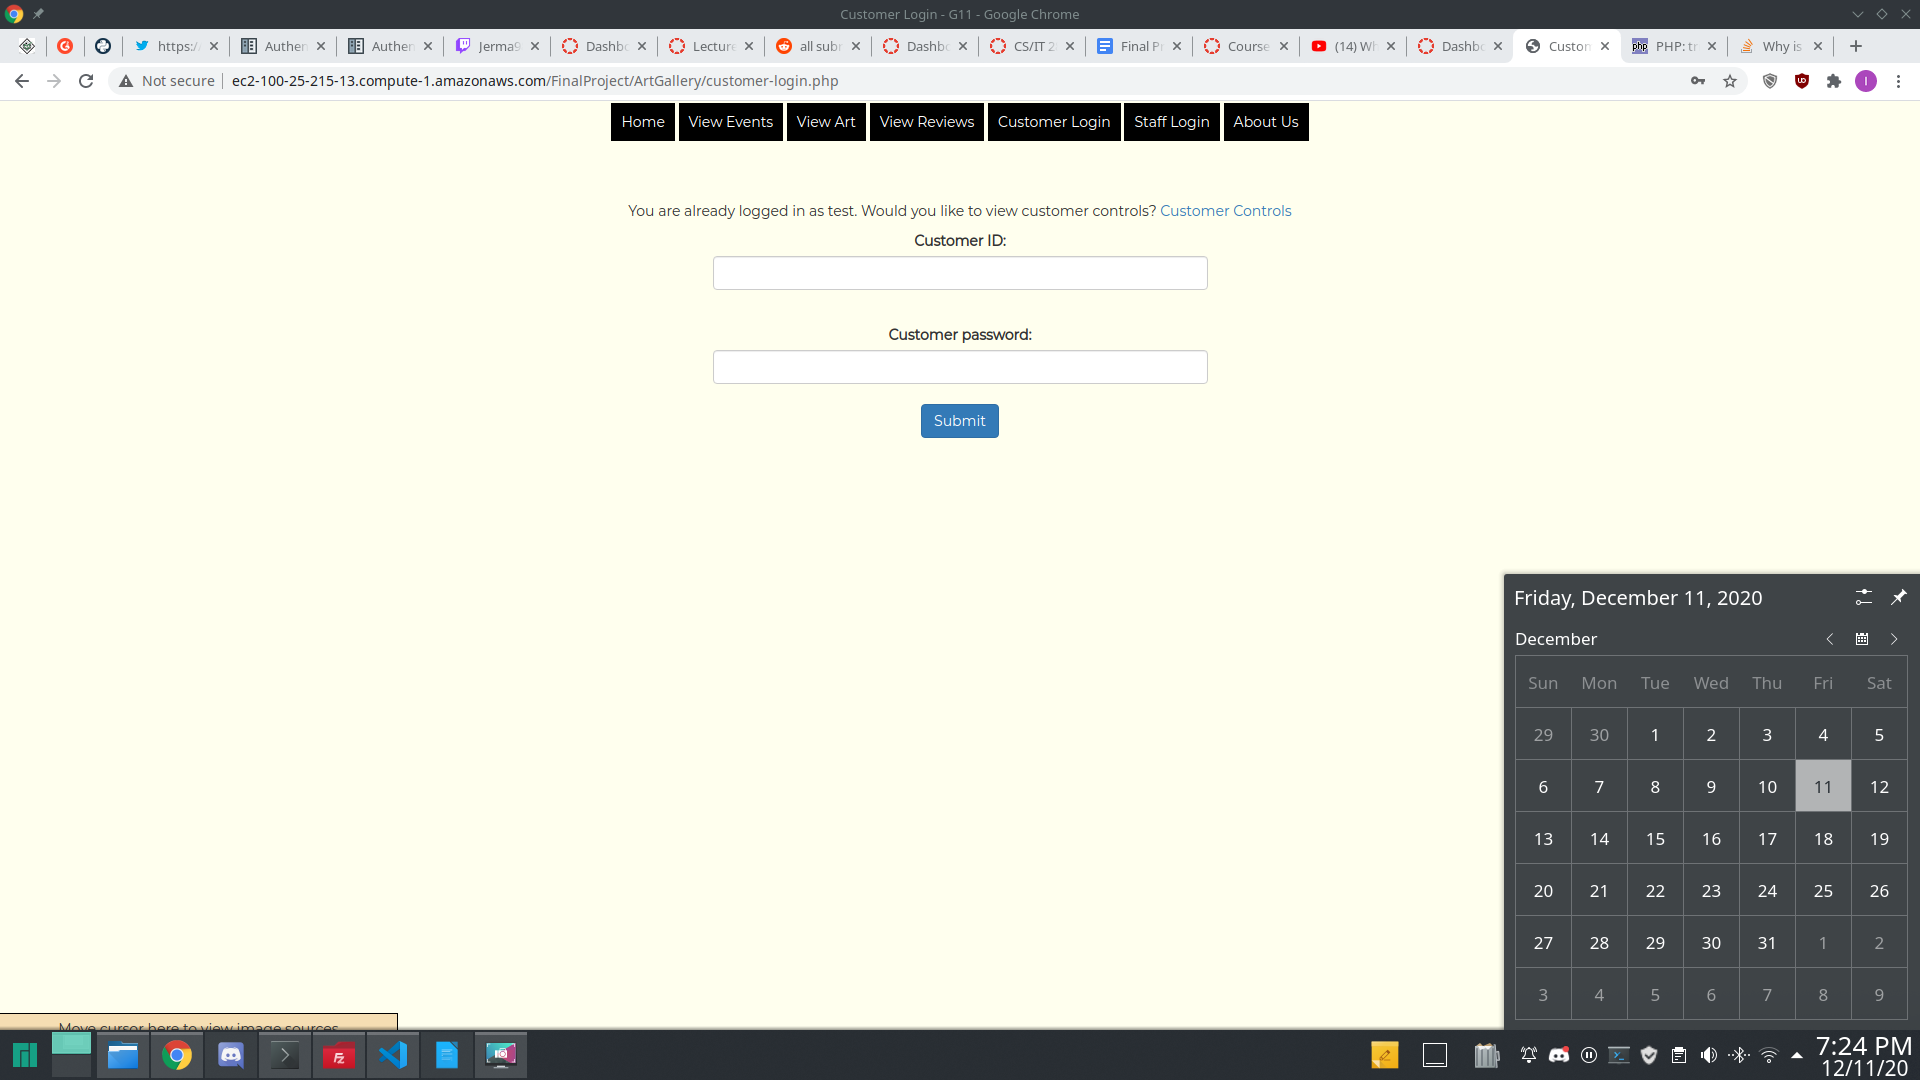 Customer Login - G11 - Google Chrome
https:/ Authen Authen Jerma9 Dashbo Lecture all subr Dashbo CS/IT 2 Final Pr Course (14) Wh Dashbo Custom PHP: tr Why is
Not secure ec2-100-25-215-13.compute-1.amazonaws.com/FinalProject/ArtGallery/customer-login.php
Home View Events View Art View Reviews Customer Login Staff Login About Us
You are already logged in as test. Would you like to view customer controls? Customer Controls
Customer ID:
Customer password:
Submit
Friday, December 11, 2020
December
Sun Mon Tue Wed Thu Fri Sat
29 30 1 2 3 4 5
6 7 8 9 10 11 12
13 14 15 16 17 18 19
20 21 22 23 24 25 26
27 28 29 30 31 1 2
3 4 5 6 7 8 9
Move cursor here to view image sources
7:24 PM
12/11/20